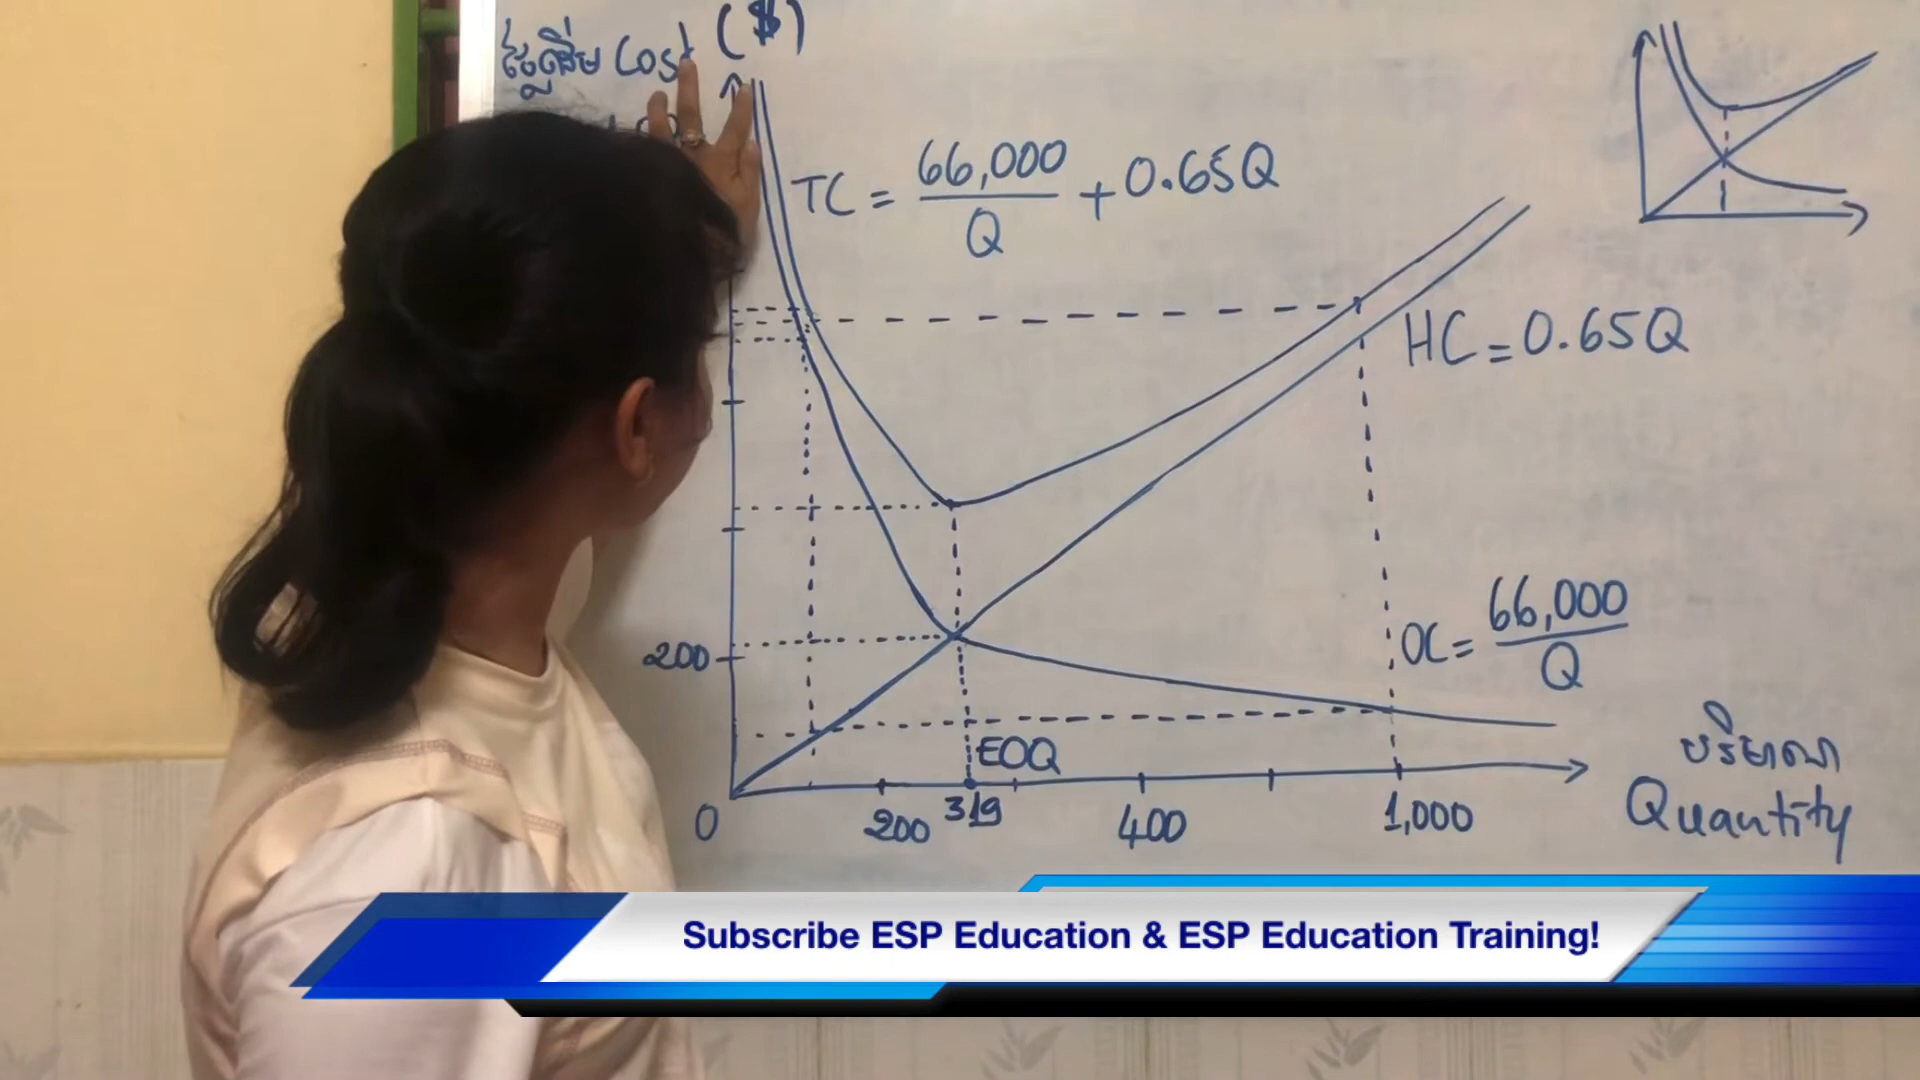 ថ្លៃដើម Cost ($)
TC = 66,000 / Q + 0.65Q
HC = 0.65Q
OC = 66,000 / Q
200
EOQ
0 200 319 400 1,000
បរិមាណ
Quantity
Subscribe ESP Education & ESP Education Training!